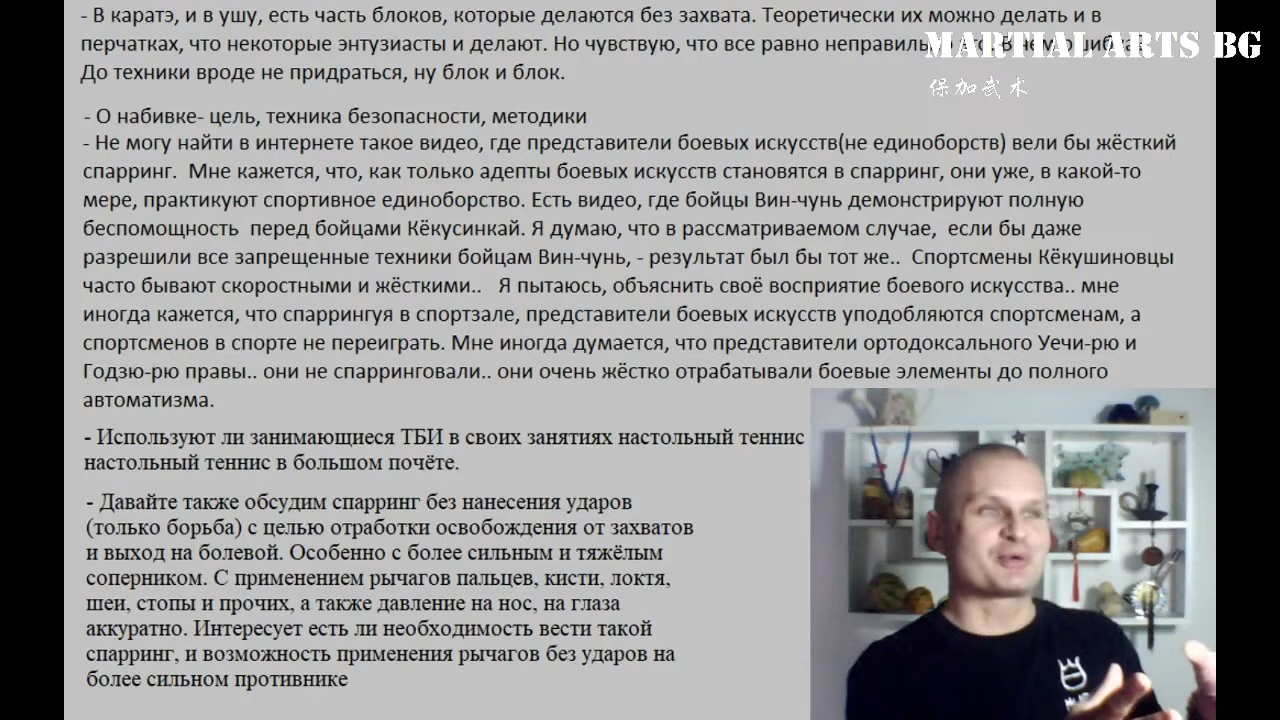 - В каратэ, и в ушу, есть часть блоков, которые делаются без захвата. Теоретически их можно делать и в
перчатках, что некоторые энтузиасты и делают. Но чувствую, что все равно
MARTIAL ARTS BG
До техники вроде не придраться, ну блок и блок.
保加武术
- О набивке- цель, техника безопасности, методики
- Не могу найти в интернете такое видео, где представители боевых искусств(не единоборств) вели бы жёсткий
спарринг. Мне кажется, что, как только адепты боевых искусств становятся в спарринг, они уже, в какой-то
мере, практикуют спортивное единоборство. Есть видео, где бойцы Вин-чунь демонстрируют полную
беспомощность перед бойцами Кёкусинкай. Я думаю, что в рассматриваемом случае, если бы даже
разрешили все запрещенные техники бойцам Вин-чунь, - результат был бы тот же.. Спортсмены Кёкушиновцы
часто бывают скоростными и жёсткими.. Я пытаюсь, объяснить своё восприятие боевого искусства.. мне
иногда кажется, что спаррингуя в спортзале, представители боевых искусств уподобляются спортсменам, а
спортсменов в спорте не переиграть. Мне иногда думается, что представители ортодоксального Уечи-рю и
Годзю-рю правы.. они не спарринговали.. они очень жёстко отрабатывали боевые элементы до полного
автоматизма.
- Используют ли занимающиеся ТБИ в своих занятиях настольный теннис
настольный теннис в большом почёте.
- Давайте также обсудим спарринг без нанесения ударов
(только борьба) с целью отработки освобождения от захватов
и выход на болевой. Особенно с более сильным и тяжёлым
соперником. С применением рычагов пальцев, кисти, локтя,
шеи, стопы и прочих, а также давление на нос, на глаза
аккуратно. Интересует есть ли необходимость вести такой
спарринг, и возможность применения рычагов без ударов на
более сильном противнике